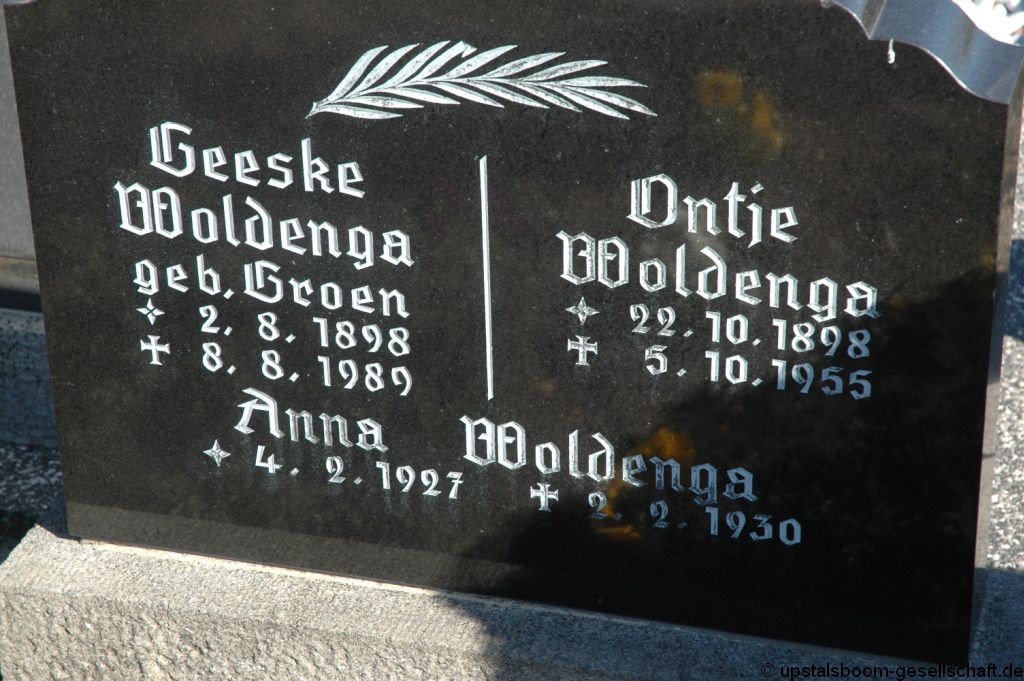 Geeske
Woldenga
geb. Groen
2. 8. 1898
8. 8. 1989
Ontje
Woldenga
22. 10. 1898
5. 10. 1955
Anna Woldenga
4. 2. 1927 2. 2. 1930
© upstalsboom-gesellschaft.de